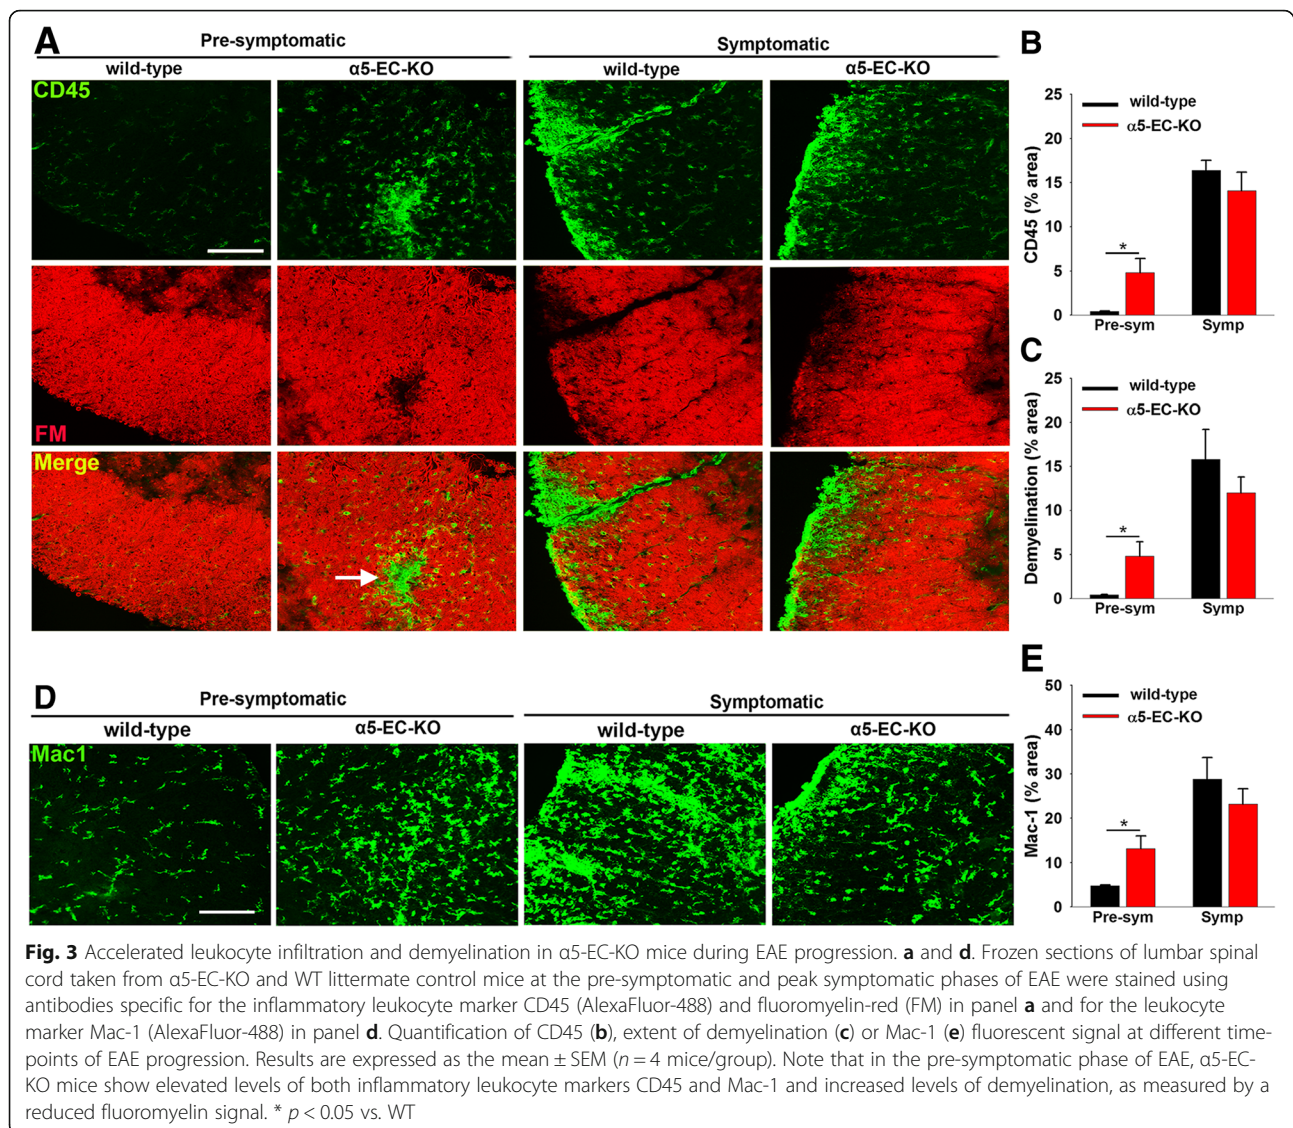 A
Pre-symptomatic
Symptomatic
wild-type
α5-EC-KO
wild-type
α5-EC-KO
CD45
FM
Merge
B
25
20
15
10
5
0
CD45 (% area)
wild-type
α5-EC-KO
*
Pre-sym
Symp
C
25
20
15
10
5
0
Demyelination (% area)
wild-type
α5-EC-KO
*
Pre-sym
Symp
D
Pre-symptomatic
Symptomatic
wild-type
α5-EC-KO
wild-type
α5-EC-KO
Mac1
E
50
40
30
20
10
0
Mac-1 (% area)
wild-type
α5-EC-KO
*
Pre-sym
Symp
Fig. 3 Accelerated leukocyte infiltration and demyelination in α5-EC-KO mice during EAE progression. a and d. Frozen sections of lumbar spinal
cord taken from α5-EC-KO and WT littermate control mice at the pre-symptomatic and peak symptomatic phases of EAE were stained using
antibodies specific for the inflammatory leukocyte marker CD45 (AlexaFluor-488) and fluoromyelin-red (FM) in panel a and for the leukocyte
marker Mac-1 (AlexaFluor-488) in panel d. Quantification of CD45 (b), extent of demyelination (c) or Mac-1 (e) fluorescent signal at different time-
points of EAE progression. Results are expressed as the mean ± SEM (n = 4 mice/group). Note that in the pre-symptomatic phase of EAE, α5-EC-
KO mice show elevated levels of both inflammatory leukocyte markers CD45 and Mac-1 and increased levels of demyelination, as measured by a
reduced fluoromyelin signal. * p < 0.05 vs. WT